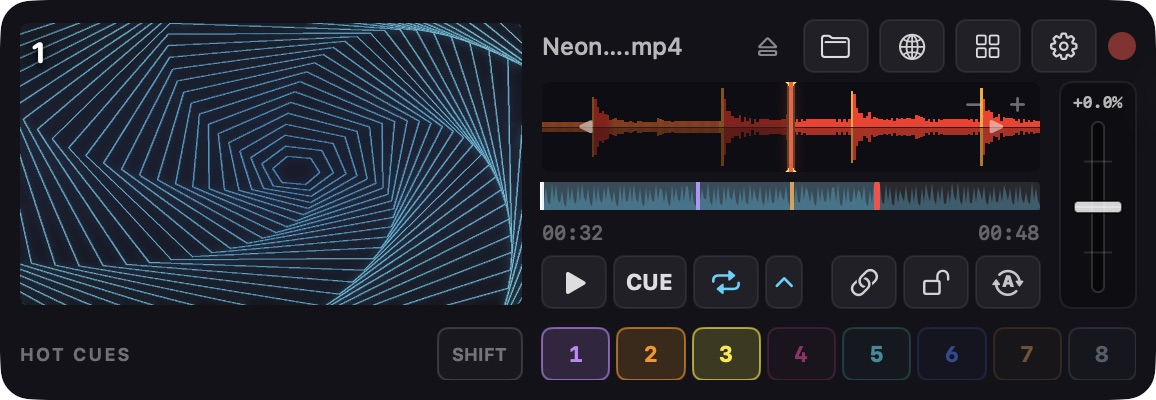 1
Neon....mp4
+0.0%
00:32 00:48
CUE A
HOT CUES SHIFT 1 2 3 4 5 6 7 8